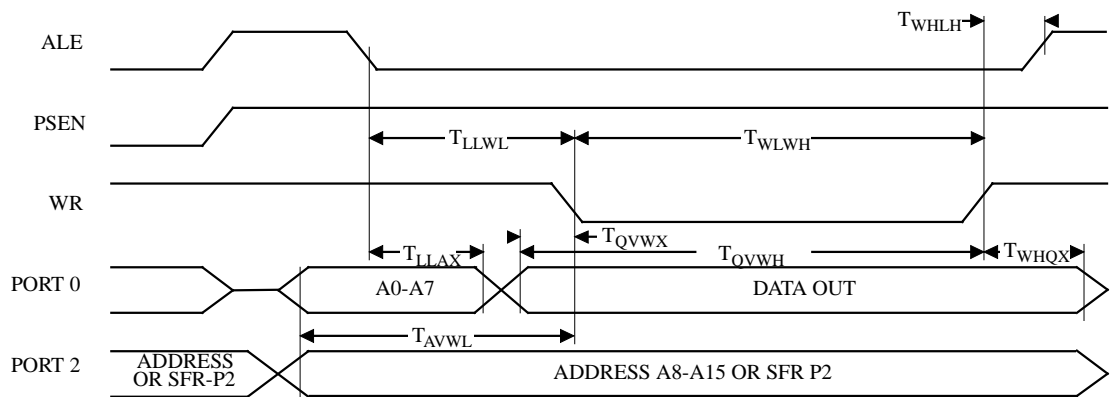 ALE
T_WHLH
PSEN
T_LLWL
T_WLWH
WR
T_LLAX
T_QVWX
T_QVWH
T_WHQX
PORT 0
A0-A7
DATA OUT
T_AVWL
PORT 2
ADDRESS
OR SFR-P2
ADDRESS A8-A15 OR SFR P2